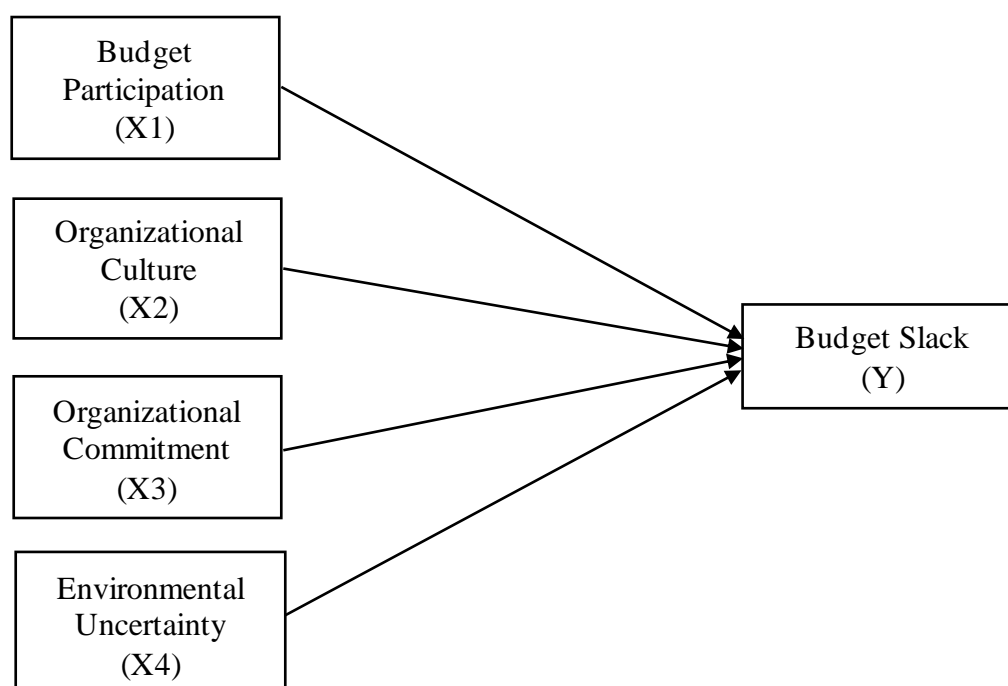 Budget
Participation
(X1)
Organizational
Culture
(X2)
Organizational
Commitment
(X3)
Environmental
Uncertainty
(X4)
Budget Slack
(Y)